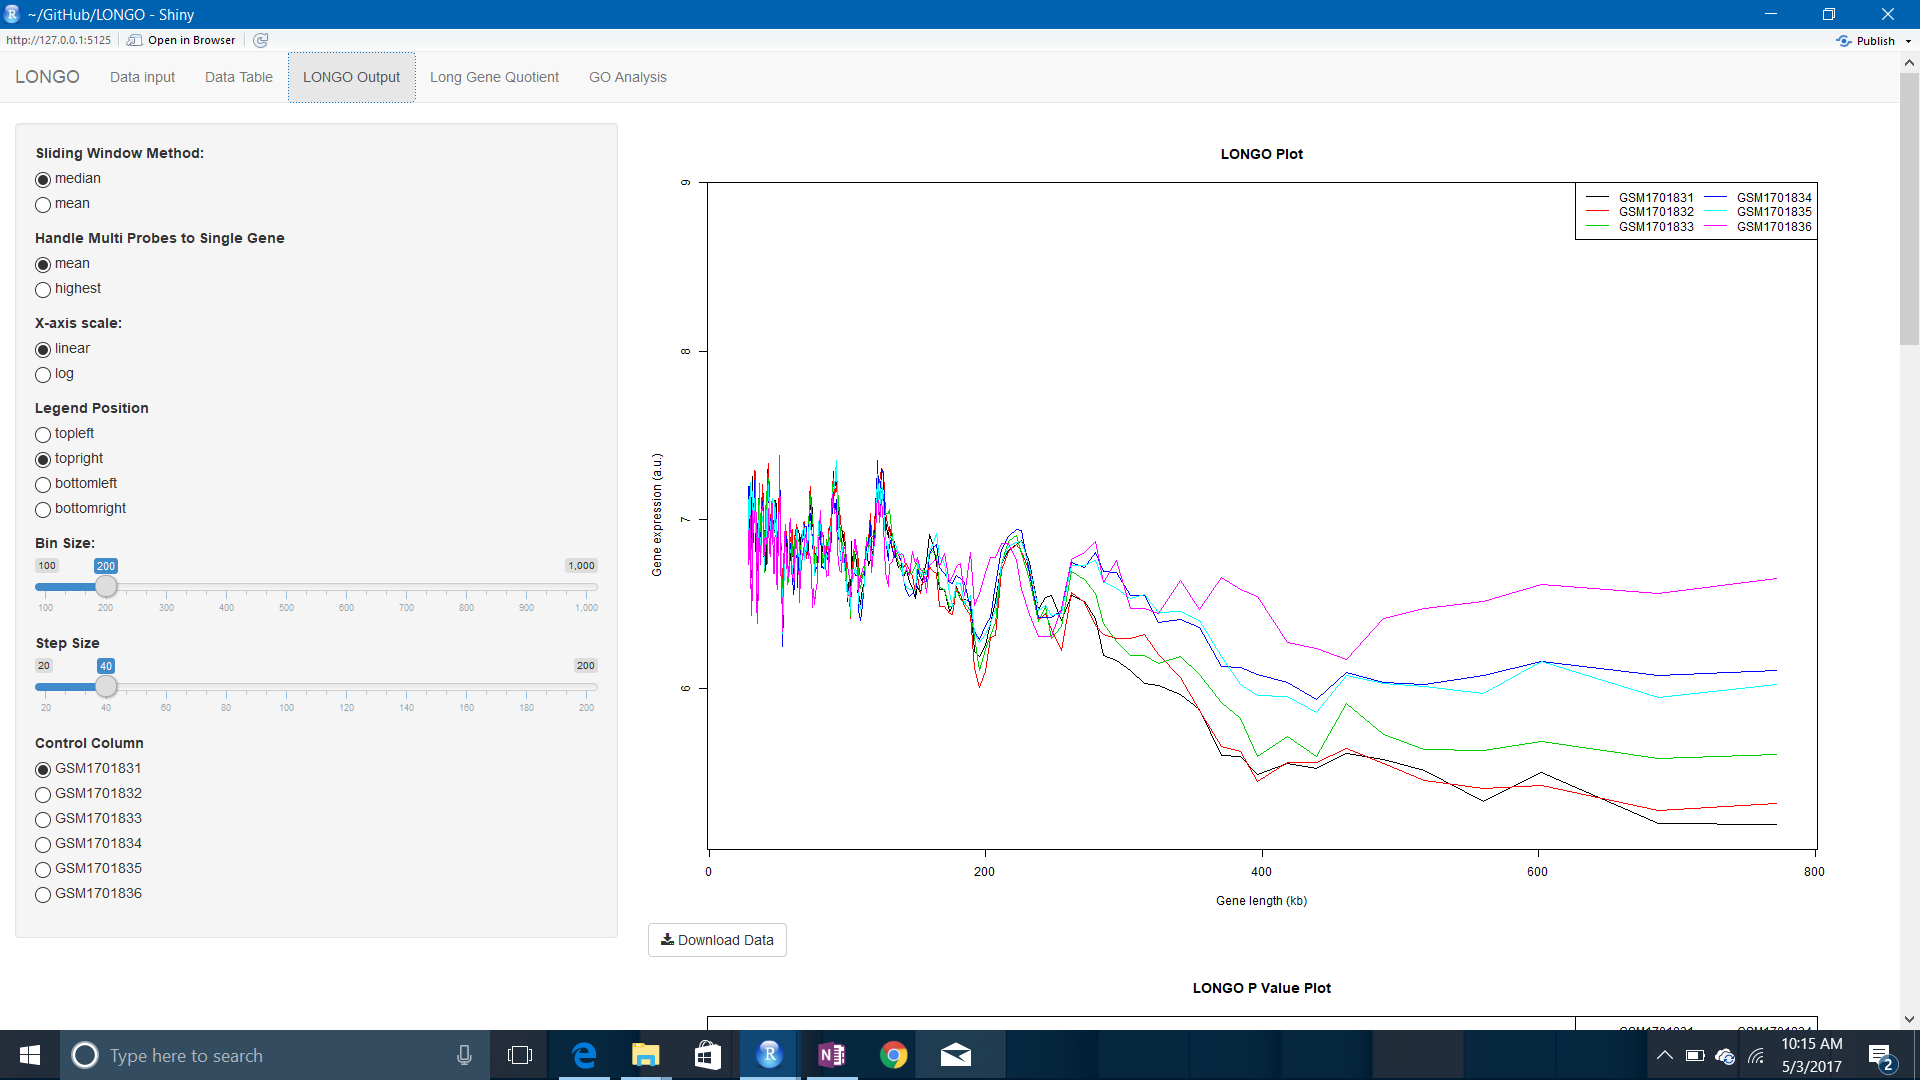 ~/GitHub/LONGO - Shiny
http://127.0.0.1:5125 Open in Browser Publish
LONGO Data input Data Table LONGO Output Long Gene Quotient GO Analysis
Sliding Window Method:
median
mean
Handle Multi Probes to Single Gene
mean
highest
X-axis scale:
linear
log
Legend Position
topleft
topright
bottomleft
bottomright
Bin Size:
100 200 1,000
100 200 300 400 500 600 700 800 900 1,000
Step Size
20 40 200
20 40 60 80 100 120 140 160 180 200
Control Column
GSM1701831
GSM1701832
GSM1701833
GSM1701834
GSM1701835
GSM1701836
LONGO Plot
GSM1701831 GSM1701834
GSM1701832 GSM1701835
GSM1701833 GSM1701836
9
8
7
6
Gene expression (a.u.)
0 200 400 600 800
Gene length (kb)
Download Data
LONGO P Value Plot
GSM1701831 GSM1701834
Type here to search
10:15 AM
5/3/2017
2